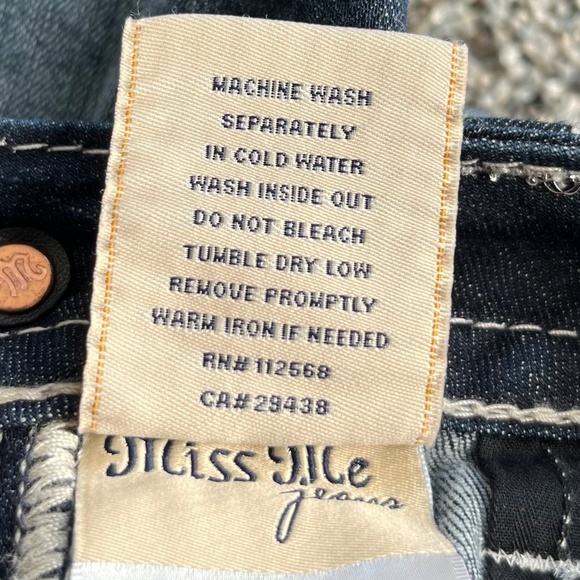 MACHINE WASH
SEPARATELY
IN COLD WATER
WASH INSIDE OUT
DO NOT BLEACH
TUMBLE DRY LOW
REMOVE PROMPTLY
WARM IRON IF NEEDED
RN# 112568
CA# 29438
Miss Me
jeans
M